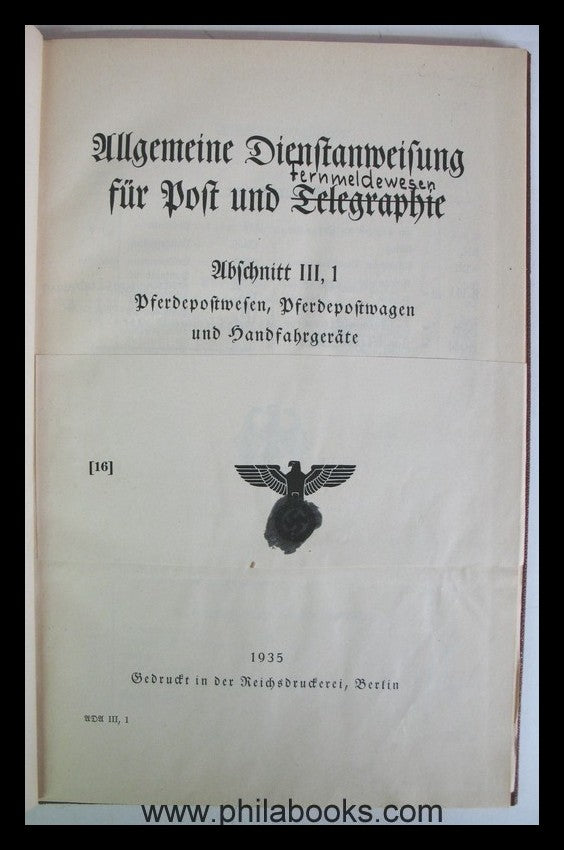 Allgemeine Dienstanweisung
fernmeldewesen
für Post und Telegraphie
Abschnitt III, 1
Pferdepostwesen, Pferdepostwagen
und Handfahrgeräte
[16]
1935
Gedruckt in der Reichsdruckerei, Berlin
ADA III, 1
www.philabooks.com